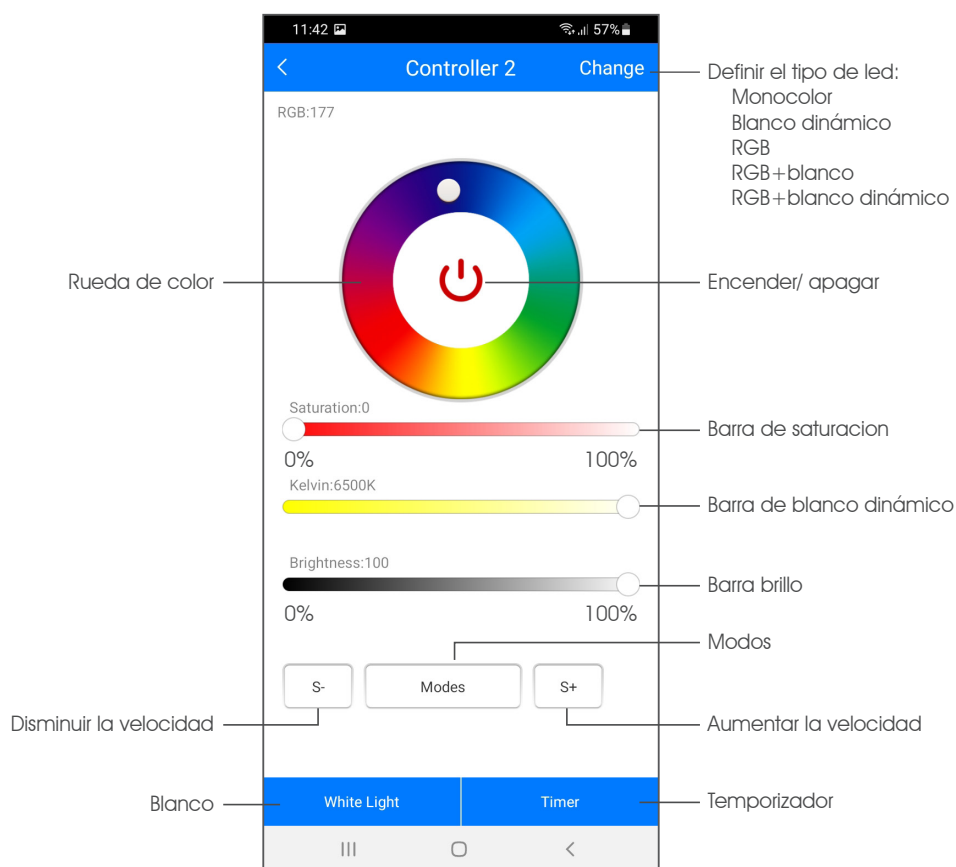 11:42 57%
Controller 2 Change
Definir el tipo de led:
Monocolor
Blanco dinámico
RGB
RGB+blanco
RGB+blanco dinámico
RGB:177
Rueda de color
Encender/ apagar
Saturation:0
Barra de saturacion
0% 100%
Kelvin:6500K
Barra de blanco dinámico
Brightness:100
Barra brillo
0% 100%
Modos
S- Modes S+
Disminuir la velocidad
Aumentar la velocidad
Blanco
White Light Timer
Temporizador